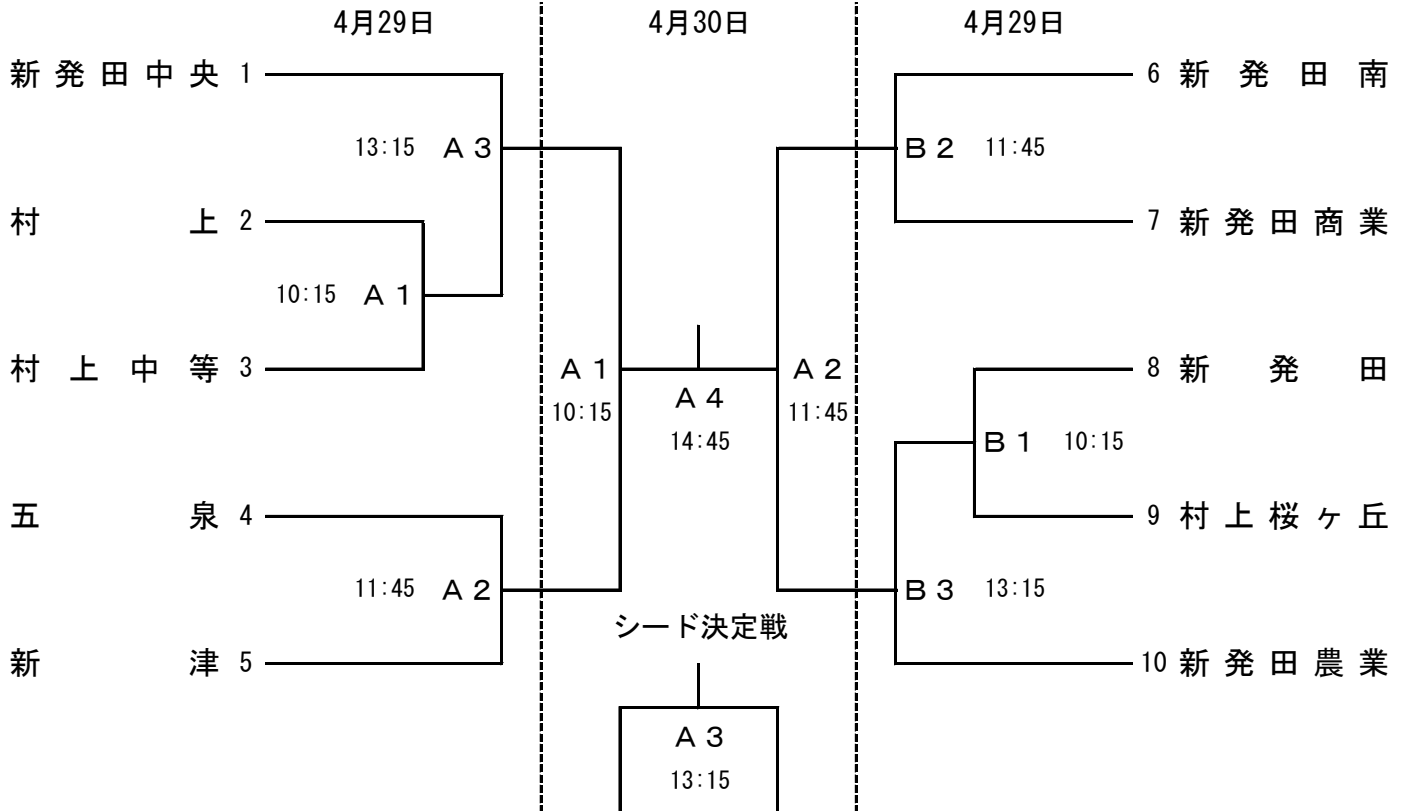 4月29日 4月30日 4月29日
新発田中央 1
13:15 A3
村上 2
10:15 A1
村上中等 3
五泉 4
11:45 A2
新津 5
A1
10:15
A4
14:45
A2
11:45
シード決定戦
A3
13:15
6 新発田南
B2 11:45
7 新発田商業
8 新発田
B1 10:15
9 村上桜ヶ丘
B3 13:15
10 新発田農業